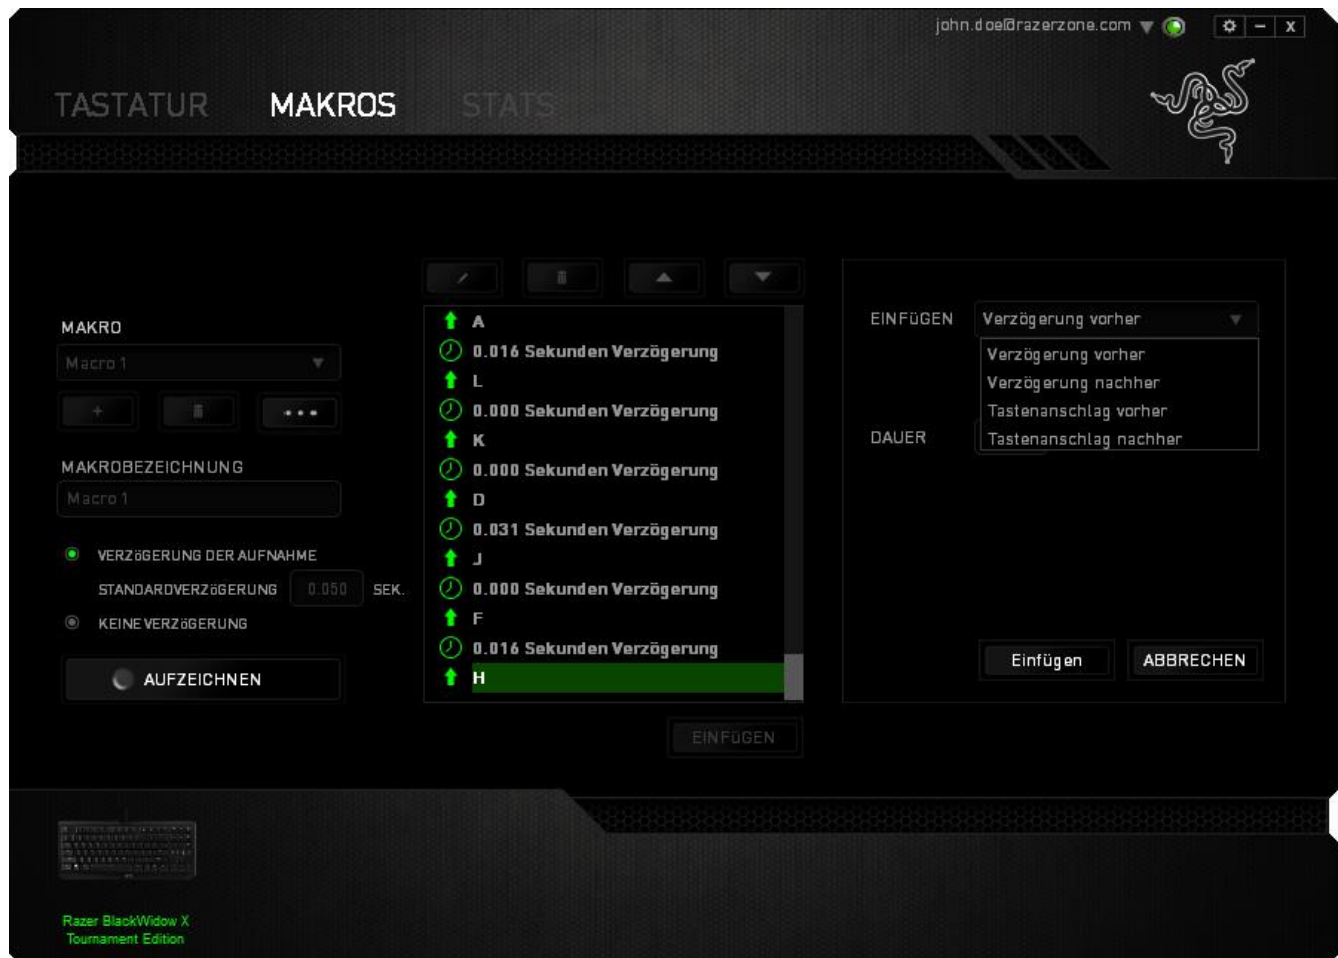 john.doe@razerzone.com
TASTATUR MAKROS STATS
MAKRO
Macro 1
MAKROBEZEICHNUNG
Macro 1
VERZÖGERUNG DER AUFNAHME
STANDARDVERZÖGERUNG 0.050 SEK.
KEINE VERZÖGERUNG
AUFZEICHNEN
A
0.016 Sekunden Verzögerung
L
0.000 Sekunden Verzögerung
K
0.000 Sekunden Verzögerung
D
0.031 Sekunden Verzögerung
J
0.000 Sekunden Verzögerung
F
0.016 Sekunden Verzögerung
H
EINFÜGEN
EINFÜGEN Verzögerung vorher
Verzögerung vorher
Verzögerung nachher
Tastenanschlag vorher
Tastenanschlag nachher
DAUER
Einfügen ABBRECHEN
Razer BlackWidow X
Tournament Edition